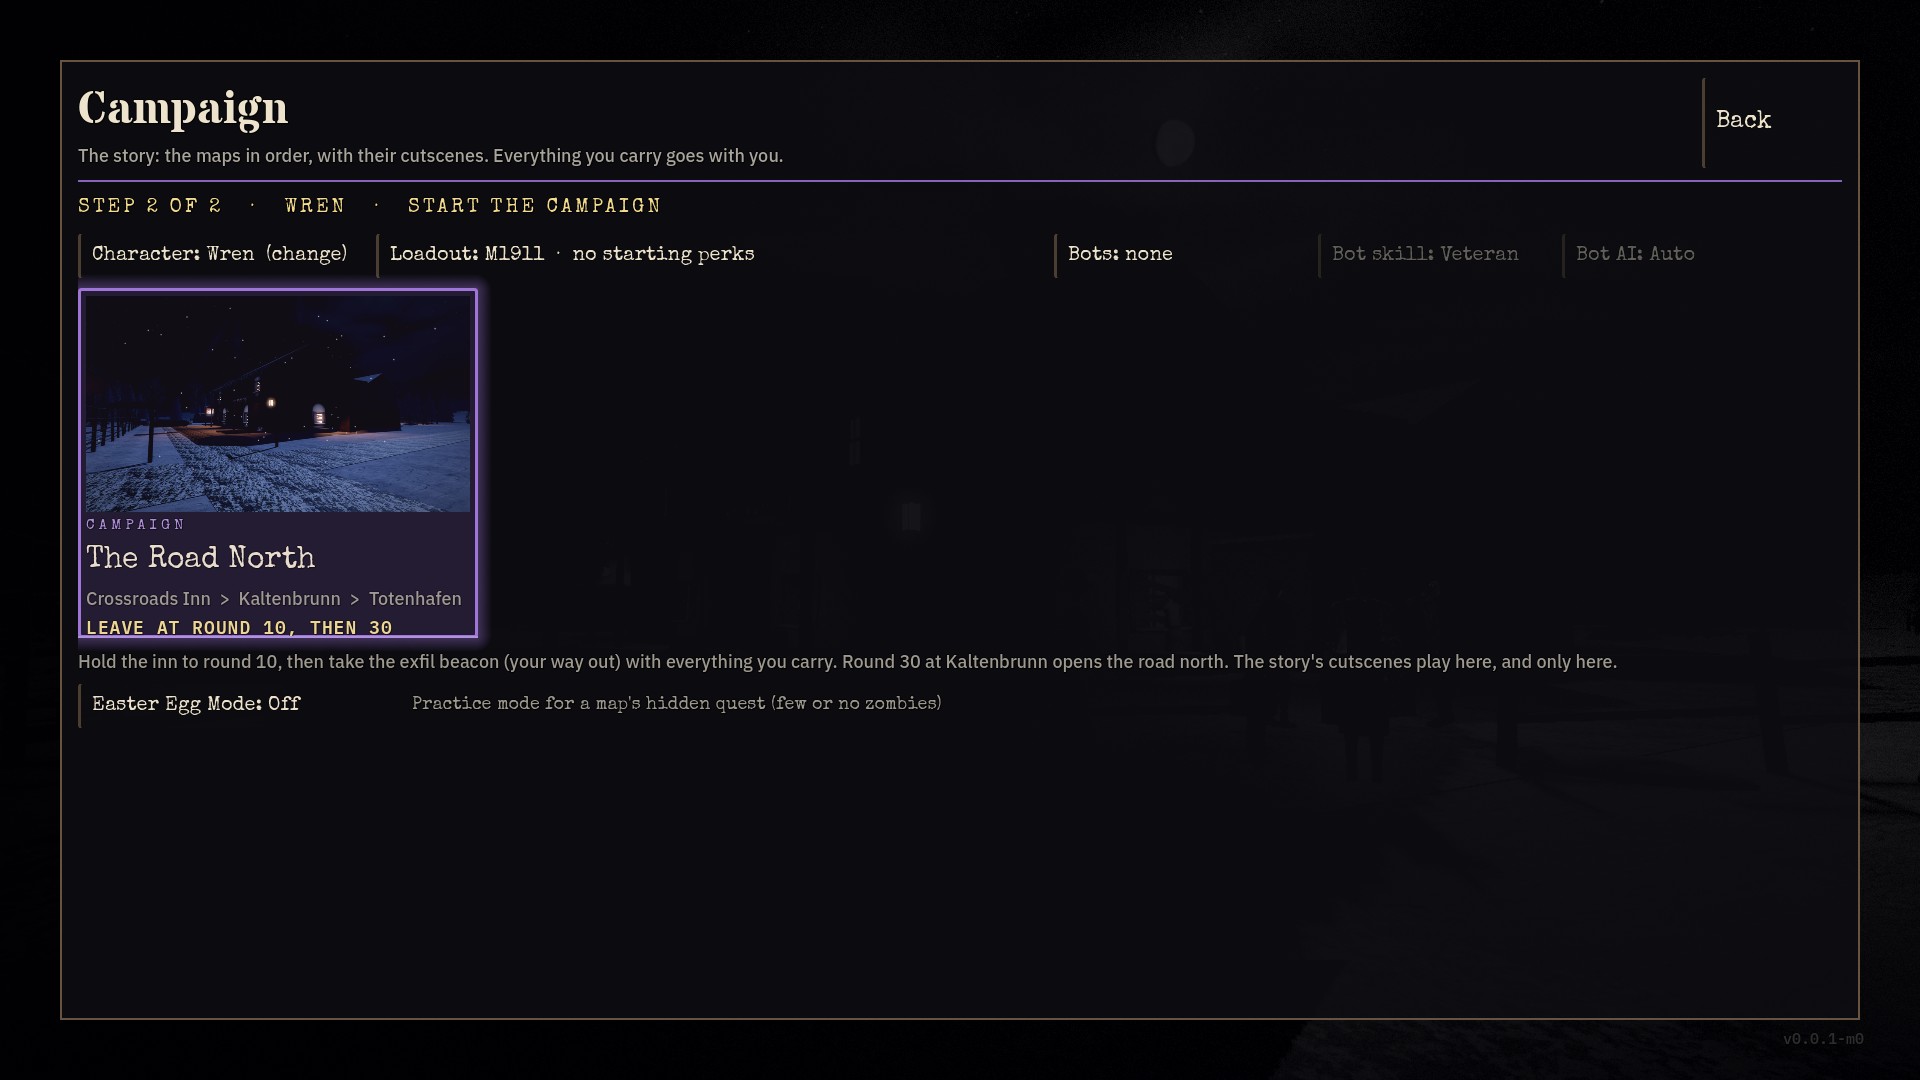 Campaign
Back
The story: the maps in order, with their cutscenes. Everything you carry goes with you.
STEP 2 OF 2 · WREN · START THE CAMPAIGN
Character: Wren (change)
Loadout: M1911 · no starting perks
Bots: none
Bot skill: Veteran
Bot AI: Auto
CAMPAIGN
The Road North
Crossroads Inn > Kaltenbrunn > Totenhafen
LEAVE AT ROUND 10, THEN 30
Hold the inn to round 10, then take the exfil beacon (your way out) with everything you carry. Round 30 at Kaltenbrunn opens the road north. The story's cutscenes play here, and only here.
Easter Egg Mode: Off
Practice mode for a map's hidden quest (few or no zombies)
v0.0.1-m0